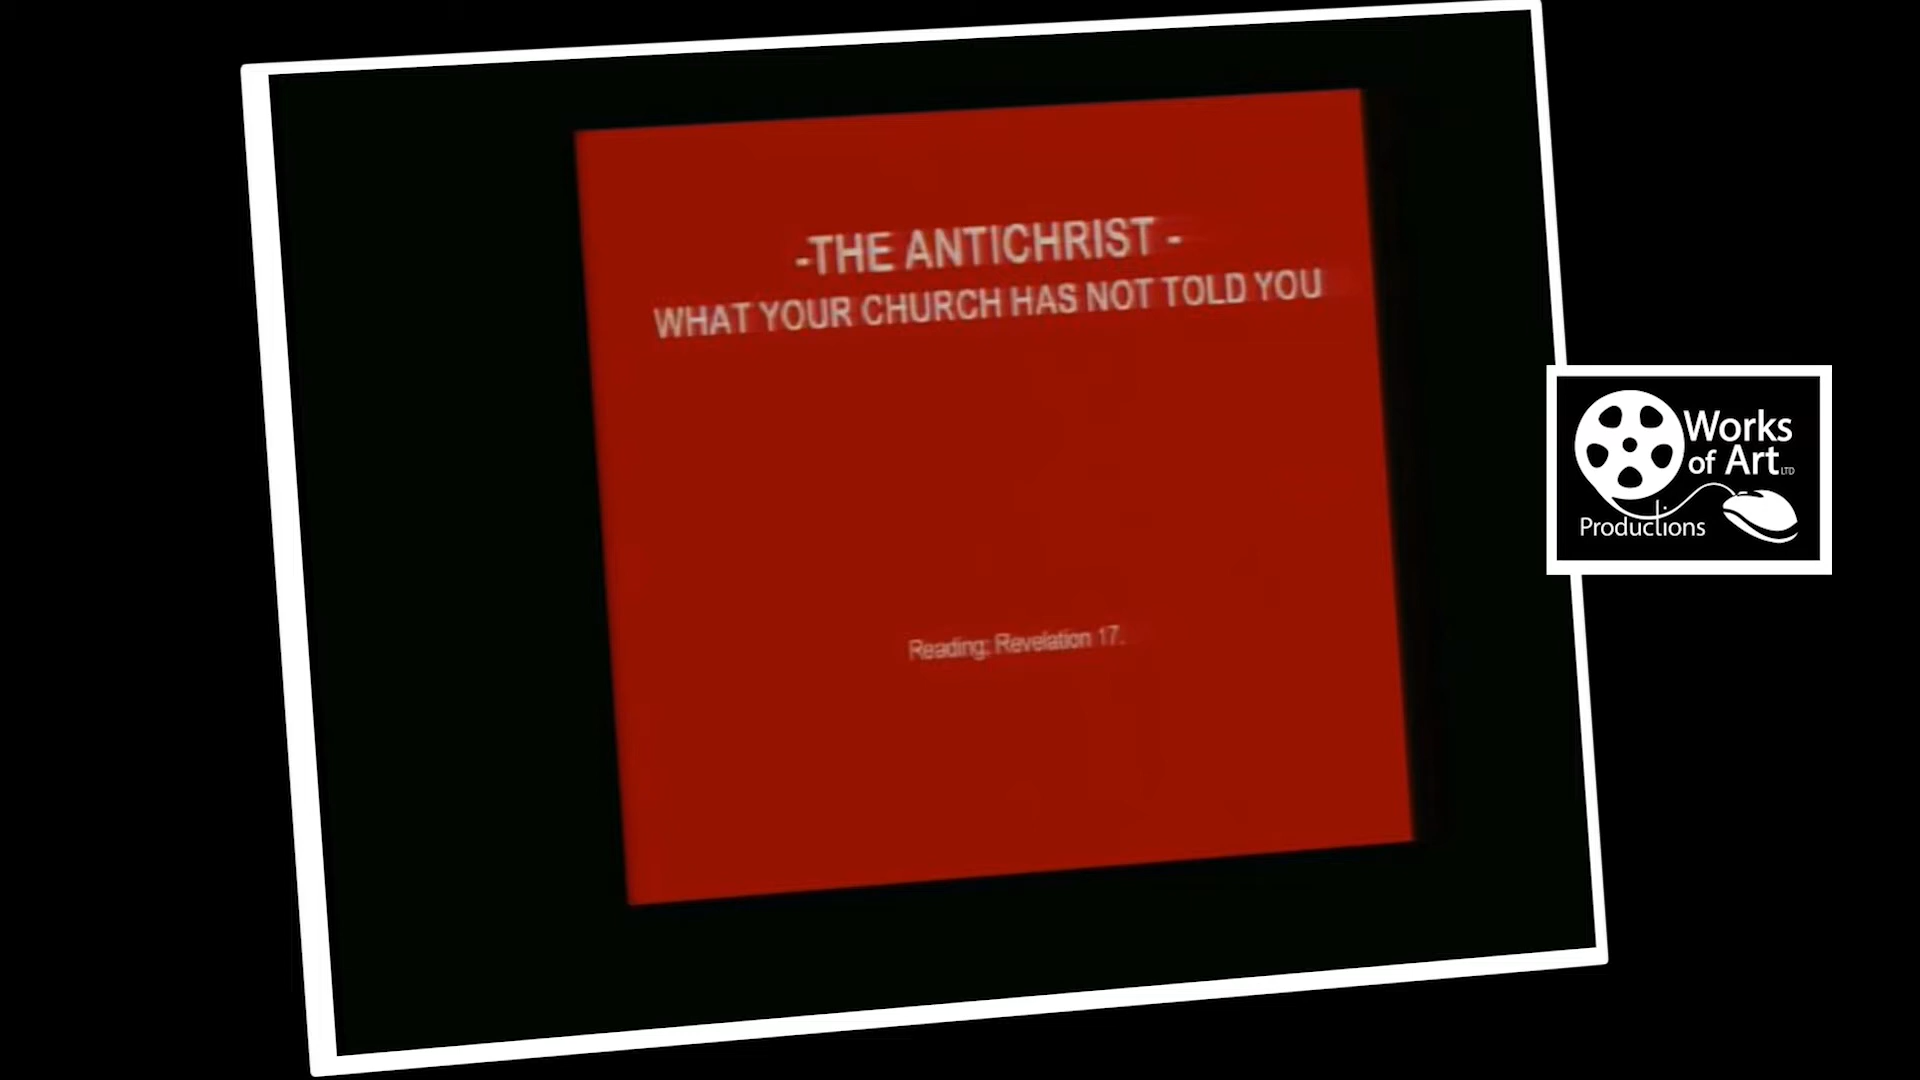 -THE ANTICHRIST -
WHAT YOUR CHURCH HAS NOT TOLD YOU
Reading: Revelation 17.
Works
of Art LTD
Productions